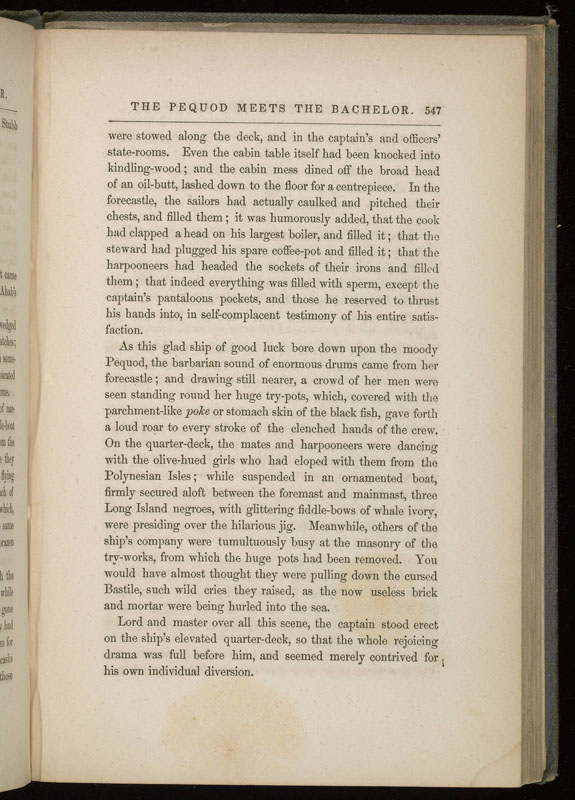 THE PEQUOD MEETS THE BACHELOR. 547
were stowed along the deck, and in the captain's and officers'
state-rooms. Even the cabin table itself had been knocked into
kindling-wood; and the cabin mess dined off the broad head
of an oil-butt, lashed down to the floor for a centrepiece. In the
forecastle, the sailors had actually caulked and pitched their
chests, and filled them; it was humorously added, that the cook
had clapped a head on his largest boiler, and filled it; that the
steward had plugged his spare coffee-pot and filled it; that the
harpooneers had headed the sockets of their irons and filled
them; that indeed everything was filled with sperm, except the
captain's pantaloons pockets, and those he reserved to thrust
his hands into, in self-complacent testimony of his entire satis-
faction.
As this glad ship of good luck bore down upon the moody
Pequod, the barbarian sound of enormous drums came from her
forecastle; and drawing still nearer, a crowd of her men were
seen standing round her huge try-pots, which, covered with the
parchment-like poke or stomach skin of the black fish, gave forth
a loud roar to every stroke of the clenched hands of the crew.
On the quarter-deck, the mates and harpooneers were dancing
with the olive-hued girls who had eloped with them from the
Polynesian Isles; while suspended in an ornamented boat,
firmly secured aloft between the foremast and mainmast, three
Long Island negroes, with glittering fiddle-bows of whale ivory,
were presiding over the hilarious jig. Meanwhile, others of the
ship's company were tumultuously busy at the masonry of the
try-works, from which the huge pots had been removed. You
would have almost thought they were pulling down the cursed
Bastile, such wild cries they raised, as the now useless brick
and mortar were being hurled into the sea.
Lord and master over all this scene, the captain stood erect
on the ship's elevated quarter-deck, so that the whole rejoicing
drama was full before him, and seemed merely contrived for
his own individual diversion.
R.
Stubb
t came
Ahab's
wedged
of nar-
they
flying
which,
same
h the
while
gone
y had
casks
those